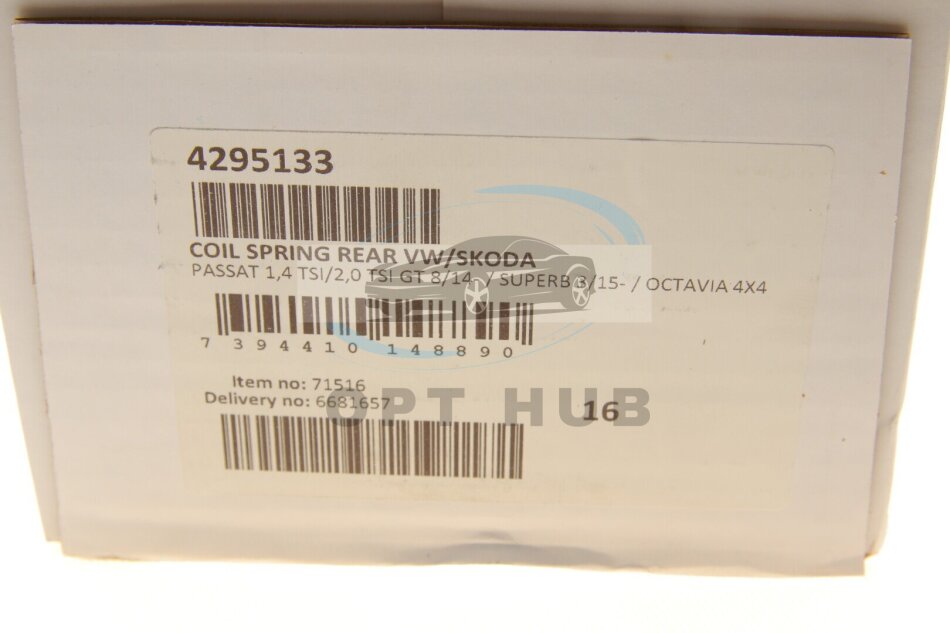 4295133
COIL SPRING REAR VW/SKODA
PASSAT 1,4 TSI/2,0 TSI GT 8/14- / SUPERB 3/15- / OCTAVIA 4X4
7 394410 148890
Item no: 71516
Delivery no: 6681657
16
OPT HUB